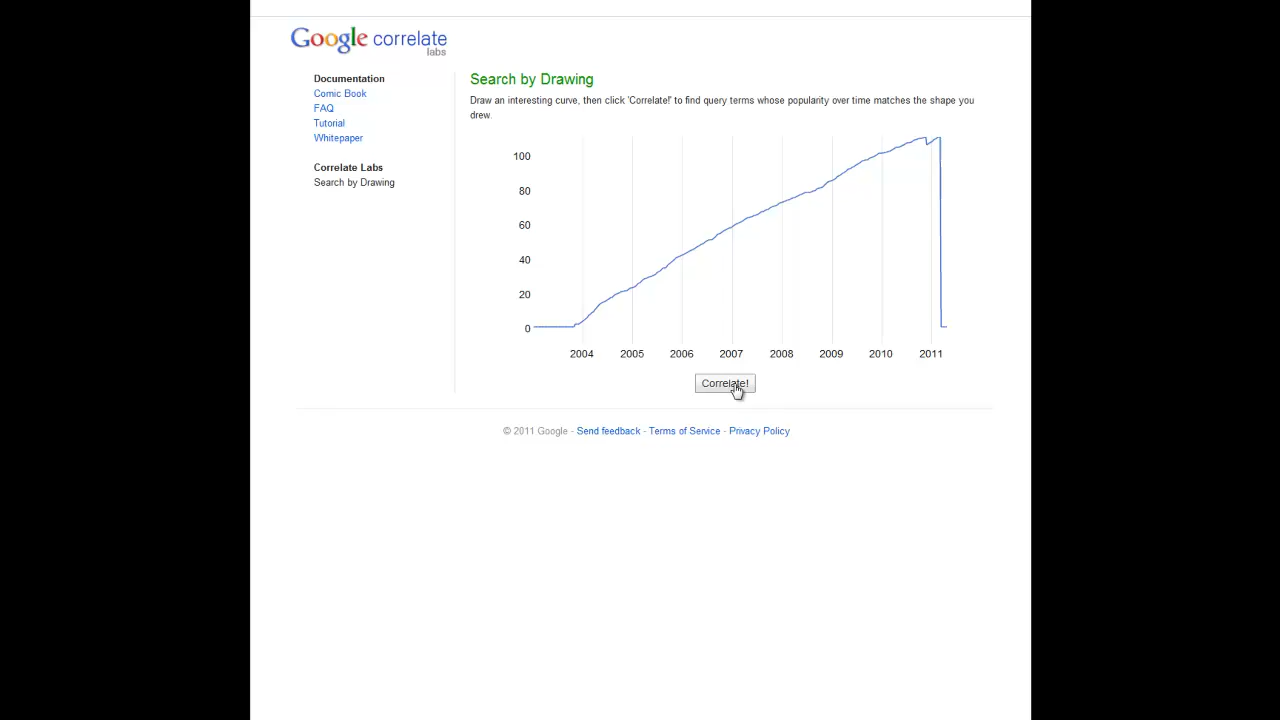 Google correlate
labs
Documentation
Comic Book
FAQ
Tutorial
Whitepaper
Correlate Labs
Search by Drawing
Search by Drawing
Draw an interesting curve, then click 'Correlate!' to find query terms whose popularity over time matches the shape you
drew.
100
80
60
40
20
0
2004 2005 2006 2007 2008 2009 2010 2011
Correlate!
© 2011 Google - Send feedback - Terms of Service - Privacy Policy